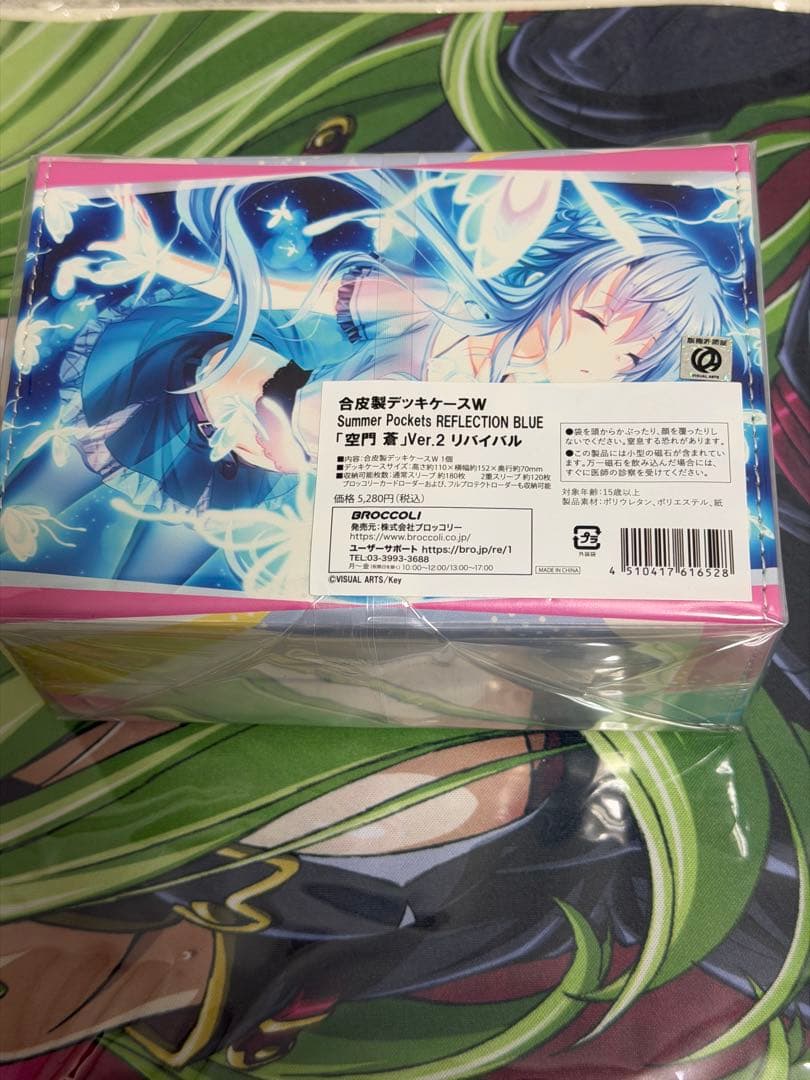 版権許諾証
VISUAL ARTS
合皮製デッキケースW
Summer Pockets REFLECTION BLUE
「空門 蒼」Ver.2 リバイバル
■内容:合皮製デッキケースW 1個
■デッキケースサイズ:高さ約110×横幅約152×奥行約70mm
■収納可能枚数:通常スリーブ 約180枚 2重スリーブ 約120枚
ブロッコリーカードローダーおよび、フルプロテクトローダーも収納可能
価格 5,280円(税込)
BROCCOLI
発売元:株式会社ブロッコリー
https://www.broccoli.co.jp/
ユーザーサポート https://bro.jp/re/1
TEL:03-3993-3688
月〜金(祝祭日を除く)10:00〜12:00/13:00〜17:00
©VISUAL ARTS/Key
●袋を頭からかぶったり、顔を覆ったりし
ないでください。窒息する恐れがあります。
●この製品には小型の磁石が含まれてい
ます。万一磁石を飲み込んだ場合には、
すぐに医師の診察を受けてください。
対象年齢:15歳以上
製品素材:ポリウレタン、ポリエステル、紙
プラ
外装袋
MADE IN CHINA
4 510417 616528